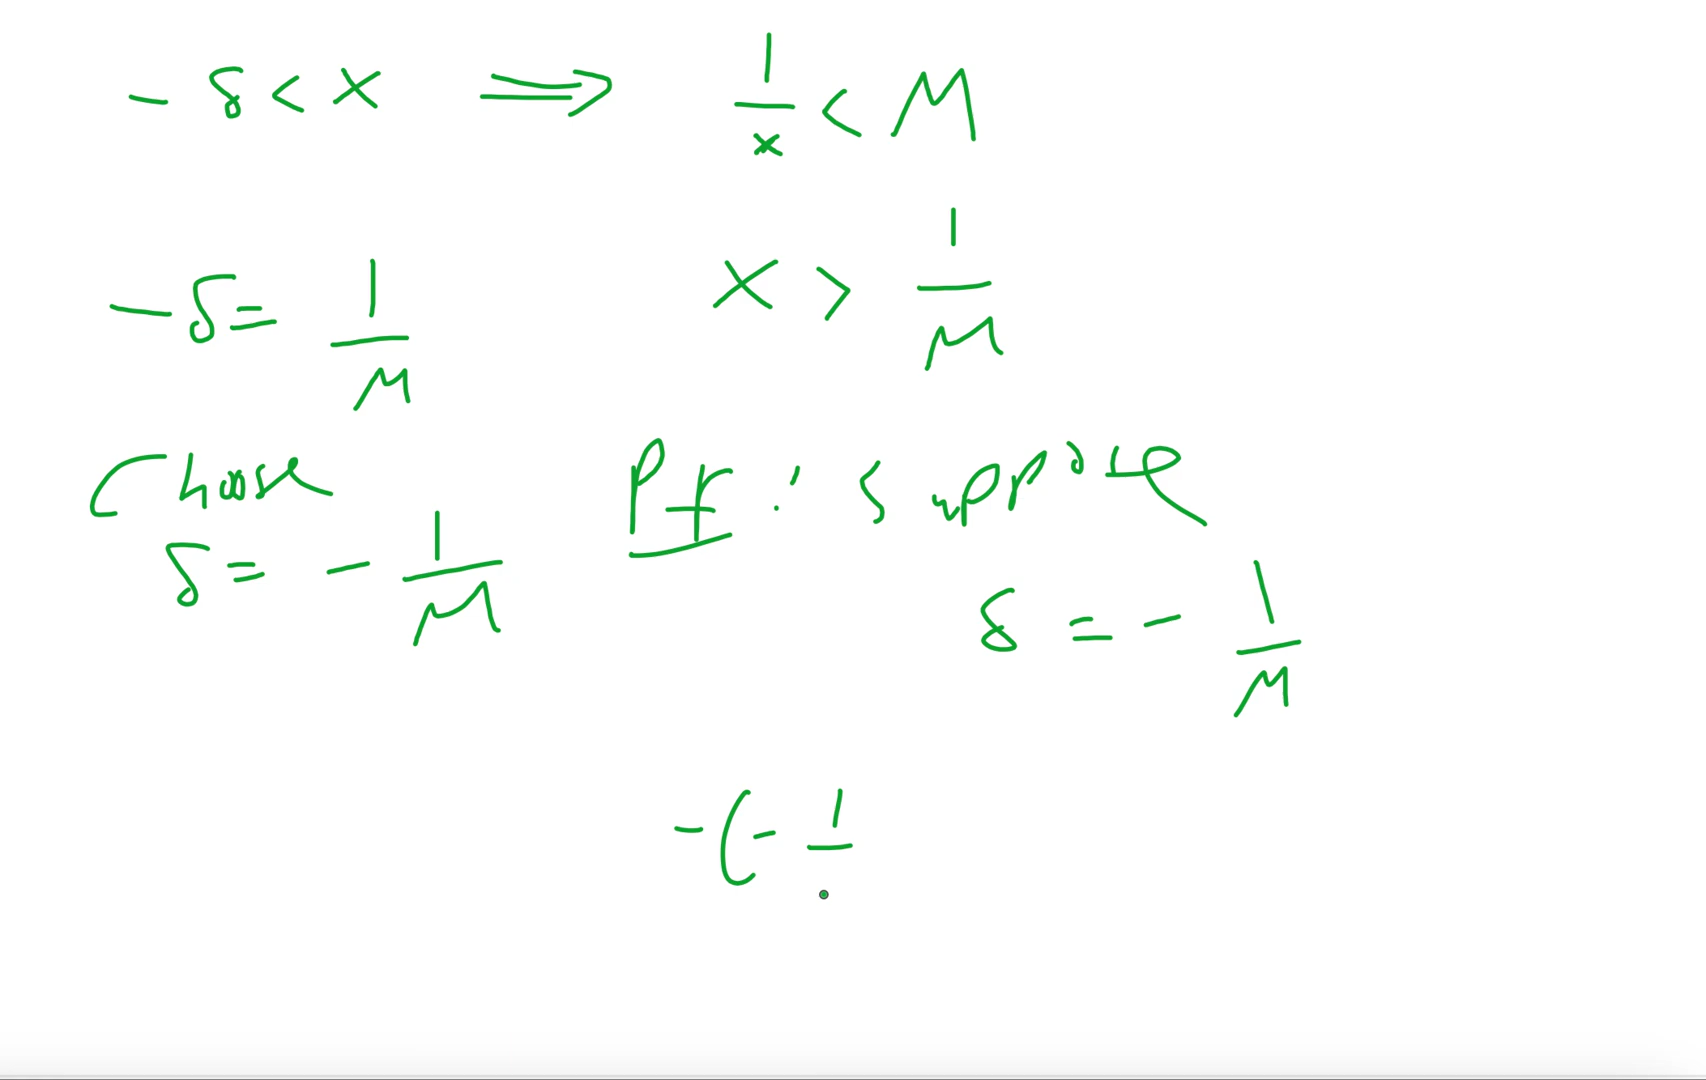 - δ < x ⟹ 1/x < M
- δ = 1/M
x > 1/M
Choose
δ = - 1/M
Pf : suppose
δ = - 1/M
- ( - 1/